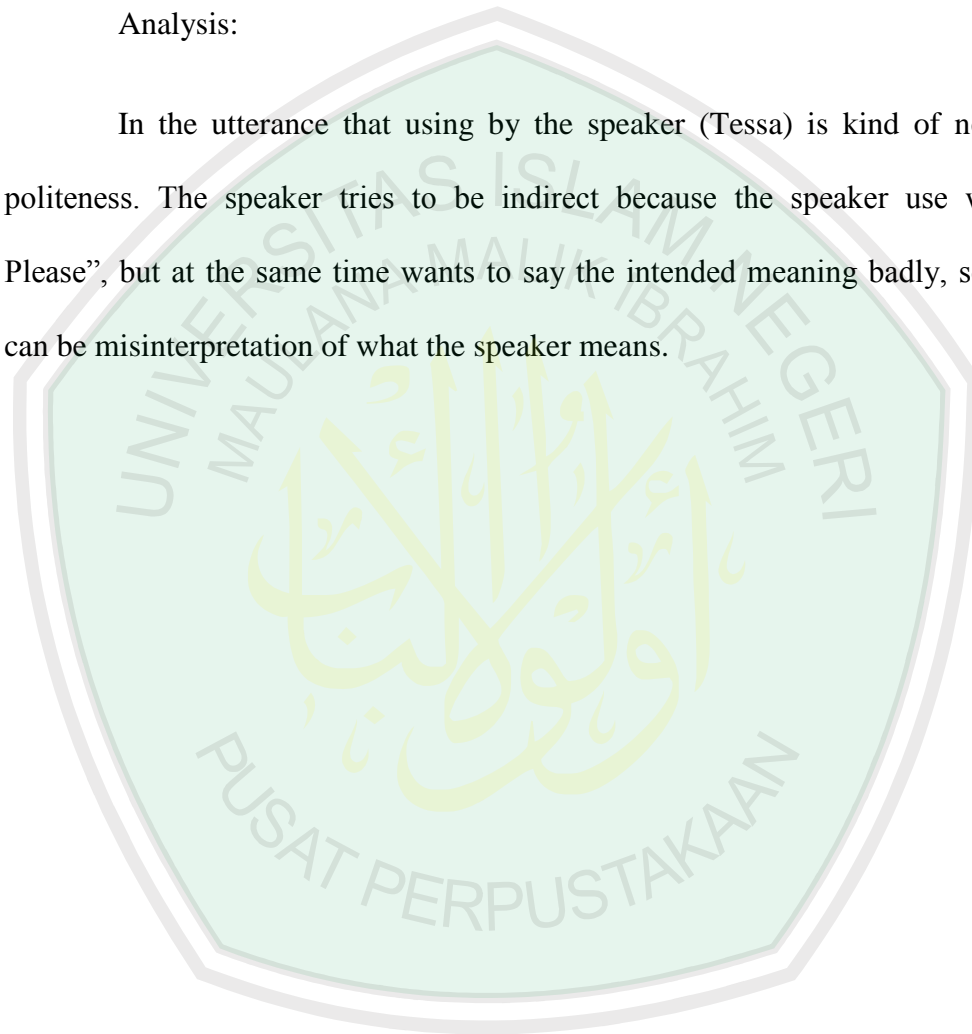 Analysis:
In the utterance that using by the speaker (Tessa) is kind of
politeness. The speaker tries to be indirect because the speaker use
Please”, but at the same time wants to say the intended meaning badly,
can be misinterpretation of what the speaker means.
UNIVERSITAS ISLAM NEGERI
MAULANA MALIK IBRAHIM
أولوا الألباب
PUSAT PERPUSTAKAAN